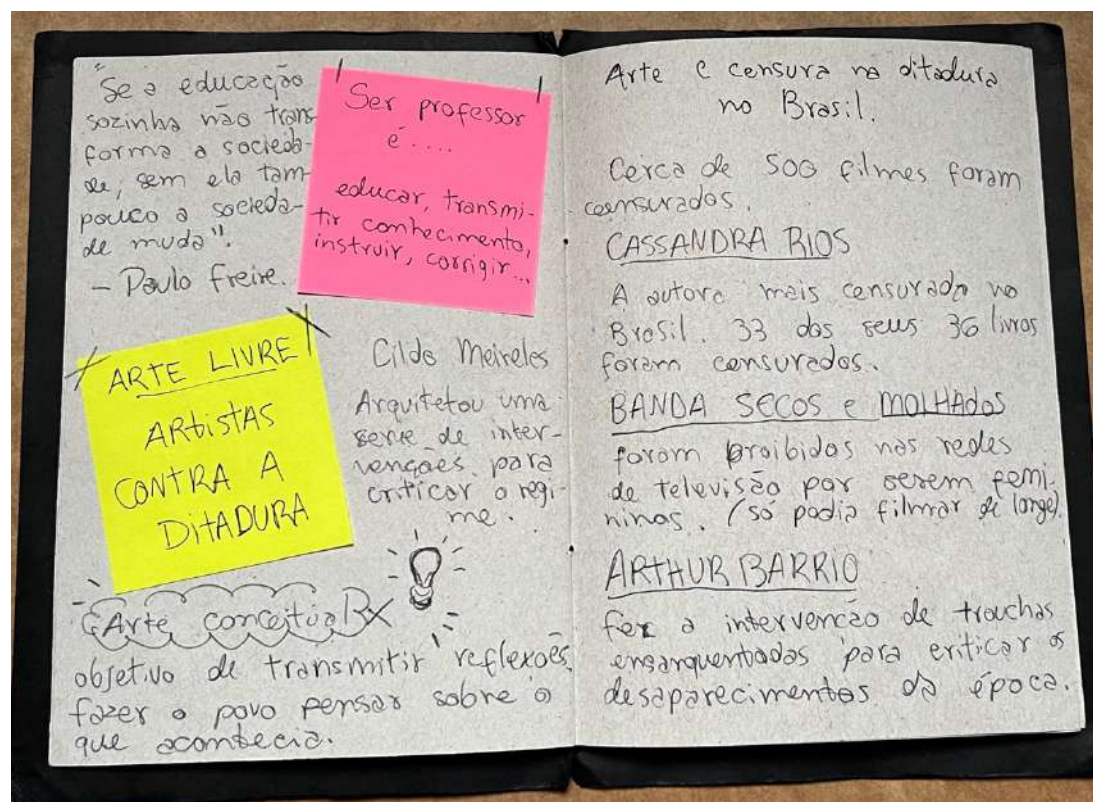 "Se a educação
sozinha não trans-
forma a socieda-
de, sem ela tam-
pouco a socieda-
de muda".
- Paulo Freire.
Ser professor
é....
educar, transmi-
tir conhecimento,
instruir, corrigir...
ARTE LIVRE
ARTISTAS
CONTRA A
DITADURA
Cildo Meireles
Arquitetou uma
serie de inter-
venções para
criticar o regi-
me.
Arte conceitual
objetivo de transmitir reflexões,
fazer o povo pensar sobre o
que acontecia.
Arte e censura na ditadura
no Brasil.
Cerca de 500 filmes foram
censurados.
CASSANDRA RIOS
A autora mais censurada no
Brasil. 33 dos seus 36 livros
foram censurados.
BANDA SECOS e MOLHADOS
foram proibidos nas redes
de televisão por serem femi-
ninos. (só podia filmar de longe).
ARTHUR BARRIO
fez a intervenção de trouchas
ensanguentadas para criticar os
desaparecimentos da época.